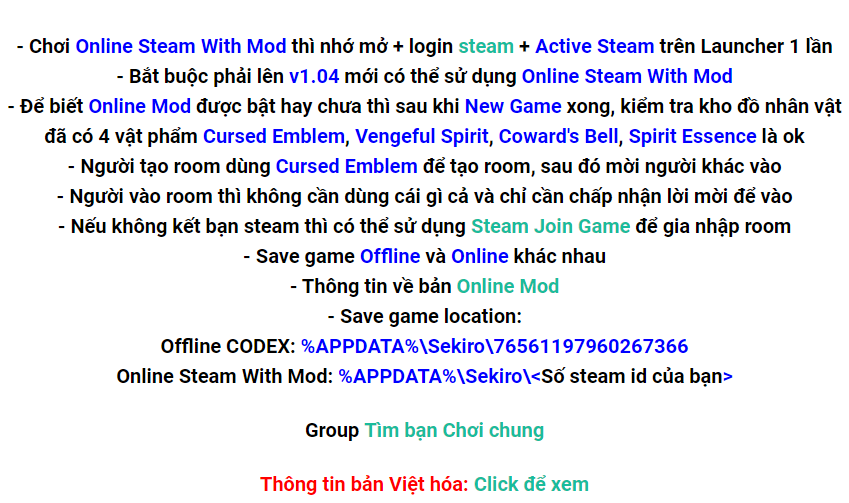 - Chơi Online Steam With Mod thì nhớ mở + login steam + Active Steam trên Launcher 1 lần
- Bắt buộc phải lên v1.04 mới có thể sử dụng Online Steam With Mod
- Để biết Online Mod được bật hay chưa thì sau khi New Game xong, kiểm tra kho đồ nhân vật
đã có 4 vật phẩm Cursed Emblem, Vengeful Spirit, Coward's Bell, Spirit Essence là ok
- Người tạo room dùng Cursed Emblem để tạo room, sau đó mời người khác vào
- Người vào room thì không cần dùng cái gì cả và chỉ cần chấp nhận lời mời để vào
- Nếu không kết bạn steam thì có thể sử dụng Steam Join Game để gia nhập room
- Save game Offline và Online khác nhau
- Thông tin về bản Online Mod
- Save game location:
Offline CODEX: %APPDATA%\Sekiro\76561197960267366
Online Steam With Mod: %APPDATA%\Sekiro\<Số steam id của bạn>
Group Tìm bạn Chơi chung
Thông tin bản Việt hóa: Click để xem